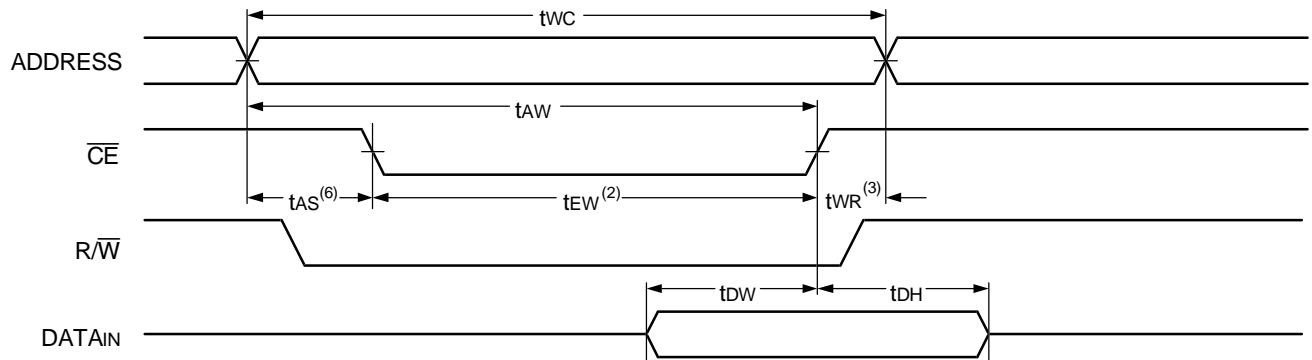 tWC
ADDRESS
tAW
CE
tAS(6) tEW(2) tWR(3)
R/W
tDW tDH
DATAIN